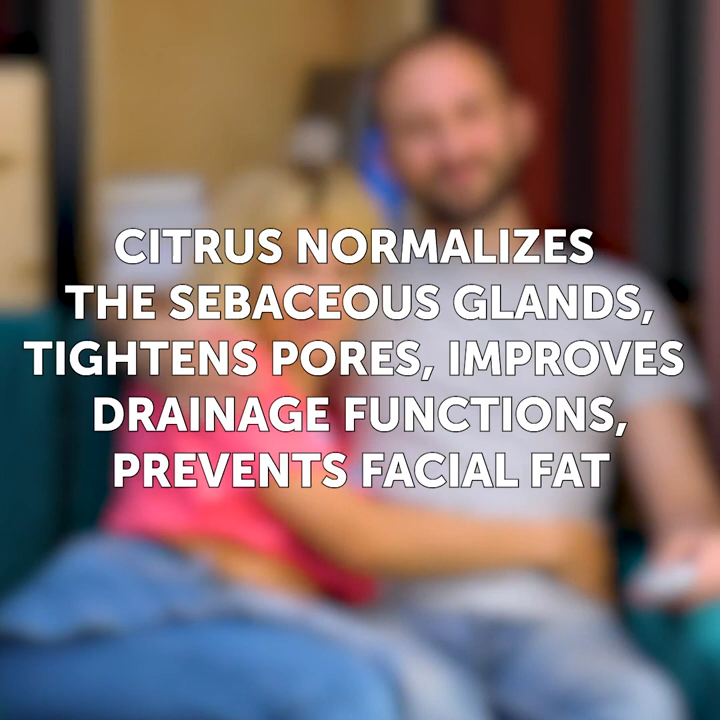 CITRUS NORMALIZES
THE SEBACEOUS GLANDS,
TIGHTENS PORES, IMPROVES
DRAINAGE FUNCTIONS,
PREVENTS FACIAL FAT